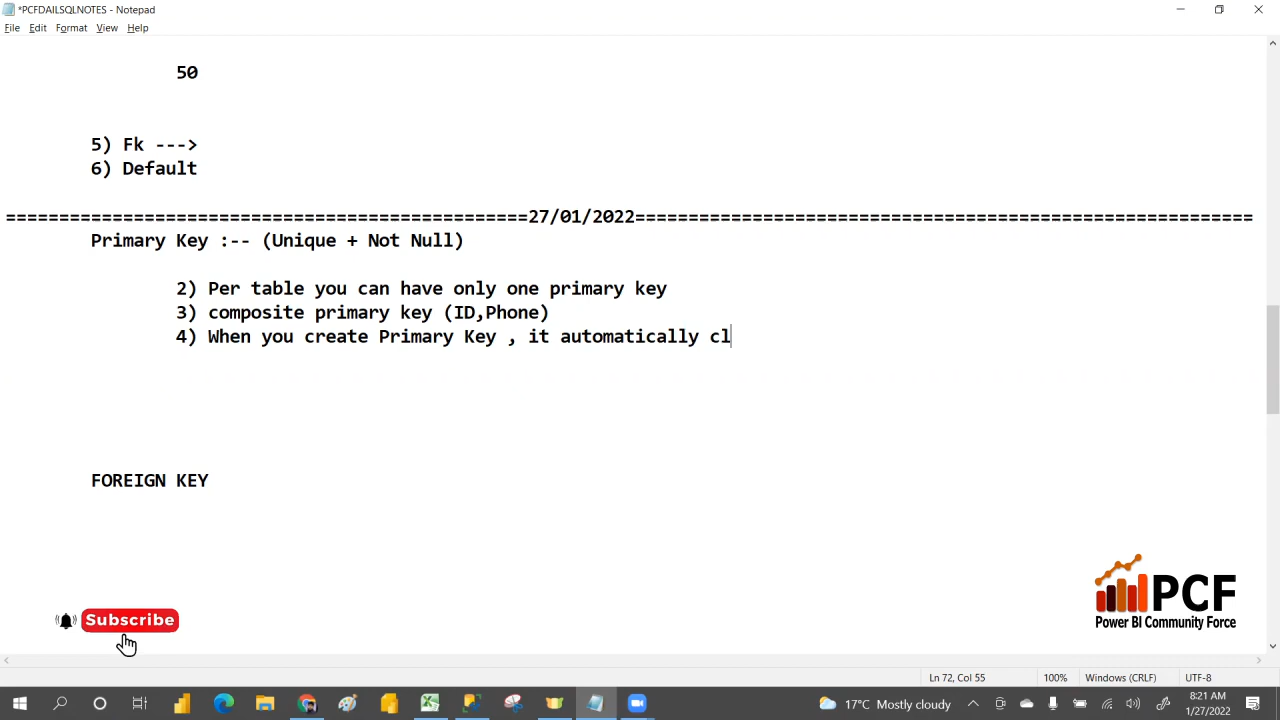 *PCFDAILSQLNOTES - Notepad
File Edit Format View Help
50
5) Fk --->
6) Default
=================================================27/01/2022==========================================================
Primary Key :-- (Unique + Not Null)
2) Per table you can have only one primary key
3) composite primary key (ID,Phone)
4) When you create Primary Key , it automatically cl
FOREIGN KEY
PCF
Power BI Community Force
Subscribe
Ln 72, Col 55 100% Windows (CRLF) UTF-8
17°C Mostly cloudy
8:21 AM
1/27/2022